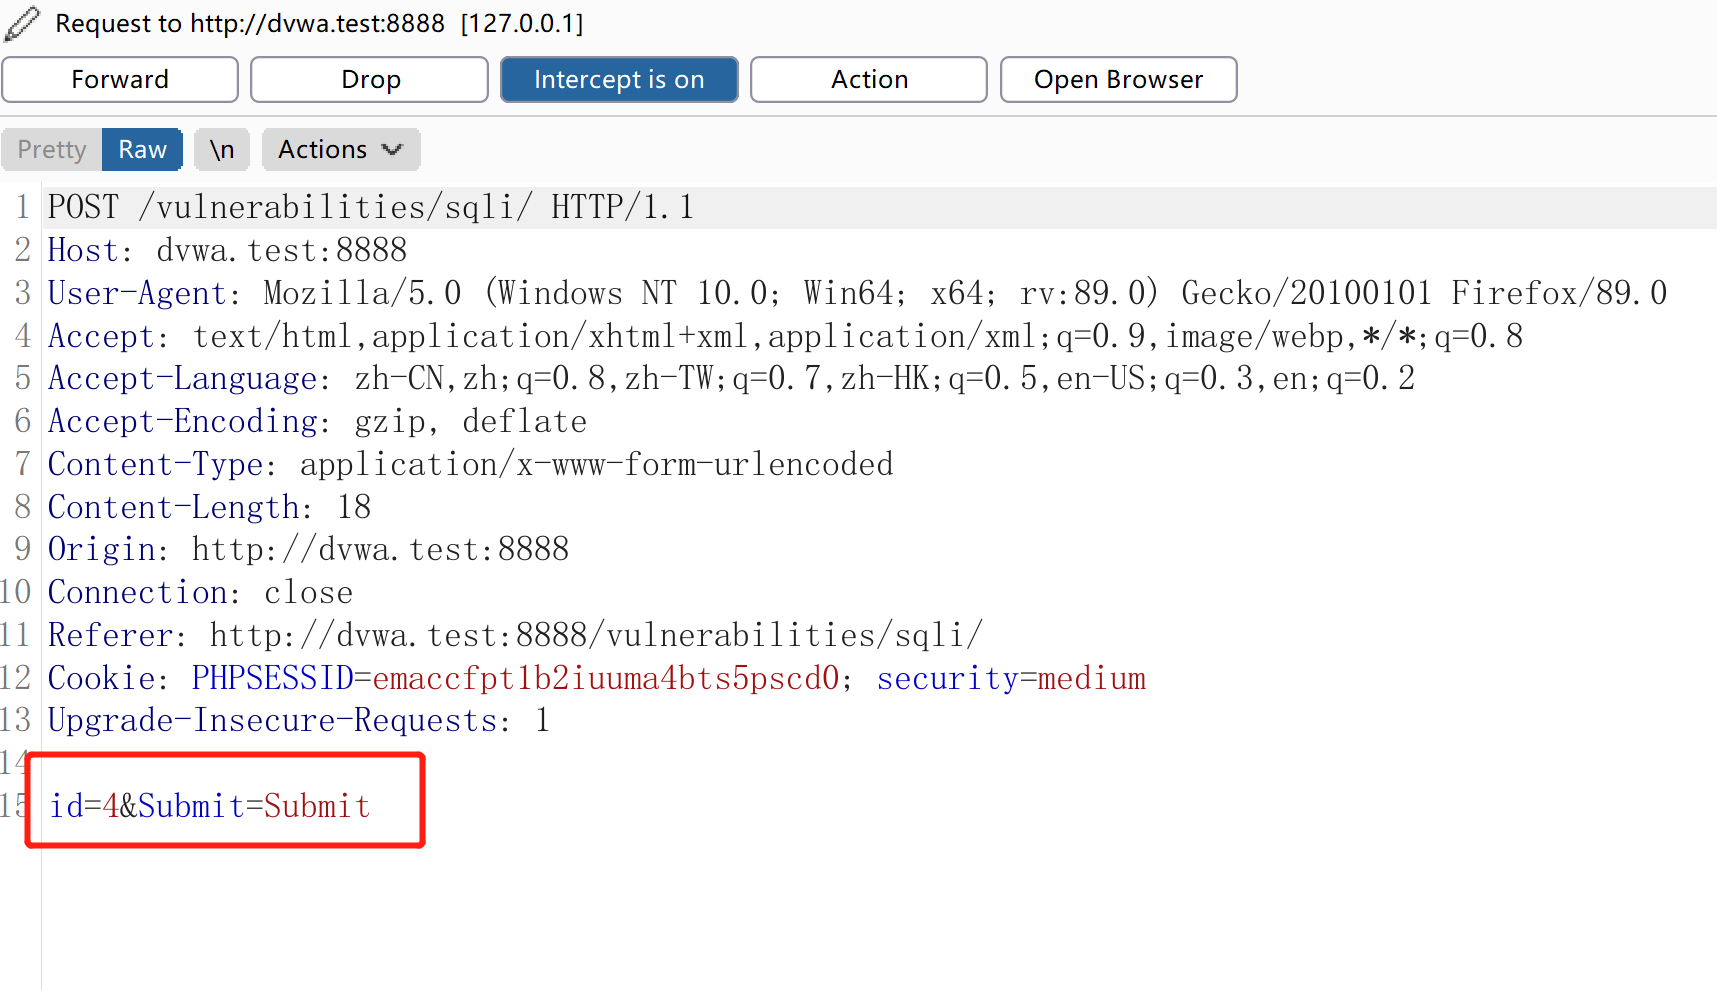 Request to http://dvwa.test:8888 [127.0.0.1]
Forward Drop Intercept is on Action Open Browser
Pretty Raw \n Actions
1 POST /vulnerabilities/sqli/ HTTP/1.1
2 Host: dvwa.test:8888
3 User-Agent: Mozilla/5.0 (Windows NT 10.0; Win64; x64; rv:89.0) Gecko/20100101 Firefox/89.0
4 Accept: text/html,application/xhtml+xml,application/xml;q=0.9,image/webp,*/*;q=0.8
5 Accept-Language: zh-CN,zh;q=0.8,zh-TW;q=0.7,zh-HK;q=0.5,en-US;q=0.3,en;q=0.2
6 Accept-Encoding: gzip, deflate
7 Content-Type: application/x-www-form-urlencoded
8 Content-Length: 18
9 Origin: http://dvwa.test:8888
10 Connection: close
11 Referer: http://dvwa.test:8888/vulnerabilities/sqli/
12 Cookie: PHPSESSID=emaccfpt1b2iuuma4bts5pscd0; security=medium
13 Upgrade-Insecure-Requests: 1
14
15 id=4&Submit=Submit